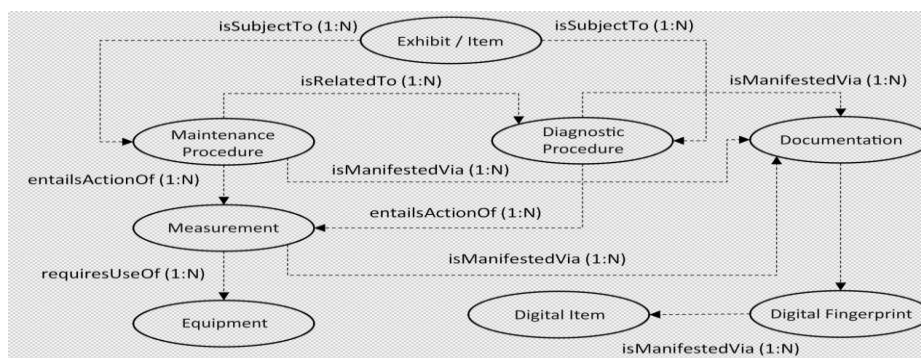 isSubjectTo (1:N)
isSubjectTo (1:N)
Exhibit / Item
isRelatedTo (1:N)
isManifestedVia (1:N)
Maintenance
Procedure
Diagnostic
Procedure
Documentation
entailsActionOf (1:N)
isManifestedVia (1:N)
entailsActionOf (1:N)
Measurement
isManifestedVia (1:N)
requiresUseOf (1:N)
Equipment
Digital Item
Digital Fingerprint
isManifestedVia (1:N)